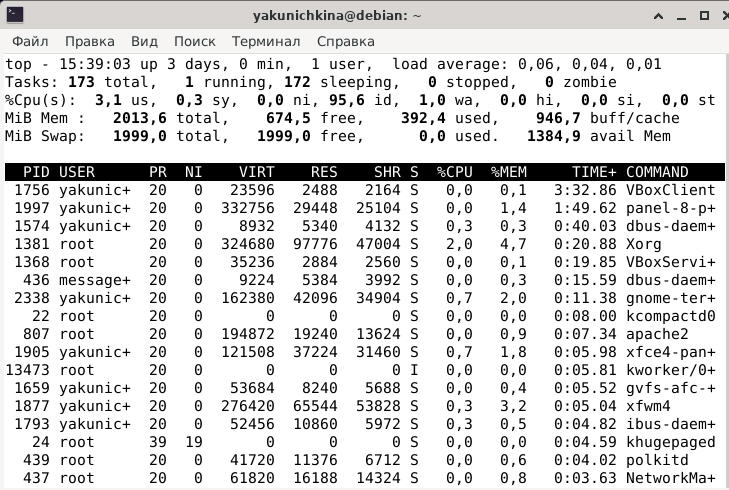 yakunichkina@debian: ~
Файл Правка Вид Поиск Терминал Справка
top - 15:39:03 up 3 days, 0 min,  1 user,  load average: 0,06, 0,04, 0,01
Tasks: 173 total,   1 running, 172 sleeping,   0 stopped,   0 zombie
%Cpu(s):  3,1 us,  0,3 sy,  0,0 ni, 95,6 id,  1,0 wa,  0,0 hi,  0,0 si,  0,0 st
MiB Mem :   2013,6 total,    674,5 free,    392,4 used,    946,7 buff/cache
MiB Swap:   1999,0 total,   1999,0 free,      0,0 used.   1384,9 avail Mem
PID USER      PR  NI    VIRT    RES    SHR S  %CPU  %MEM     TIME+ COMMAND
1756 yakunic+  20   0   23596   2488   2164 S   0,0   0,1   3:32.86 VBoxClient
1997 yakunic+  20   0  332756  29448  25104 S   0,0   1,4   1:49.62 panel-8-p+
1574 yakunic+  20   0    8932   5340   4132 S   0,3   0,3   0:40.03 dbus-daem+
1381 root      20   0  324680  97776  47004 S   2,0   4,7   0:20.88 Xorg
1368 root      20   0   35236   2884   2560 S   0,0   0,1   0:19.85 VBoxServi+
436 message+  20   0    9224   5384   3992 S   0,0   0,3   0:15.59 dbus-daem+
2338 yakunic+  20   0  162380  42096  34904 S   0,7   2,0   0:11.38 gnome-ter+
22 root      20   0       0      0      0 S   0,0   0,0   0:08.00 kcompactd0
807 root      20   0  194872  19240  13624 S   0,0   0,9   0:07.34 apache2
1905 yakunic+  20   0  121508  37224  31460 S   0,7   1,8   0:05.98 xfce4-pan+
13473 root      20   0       0      0      0 I   0,0   0,0   0:05.81 kworker/0+
1659 yakunic+  20   0   53684   8240   5688 S   0,0   0,4   0:05.52 gvfs-afc-+
1877 yakunic+  20   0  276420  65544  53828 S   0,3   3,2   0:05.04 xfwm4
1793 yakunic+  20   0   52456  10860   5972 S   0,3   0,5   0:04.82 ibus-daem+
24 root      39  19       0      0      0 S   0,0   0,0   0:04.59 khugepaged
439 root      20   0   41720  11376   6712 S   0,0   0,6   0:04.02 polkitd
437 root      20   0   61820  16188  14324 S   0,0   0,8   0:03.63 NetworkMa+